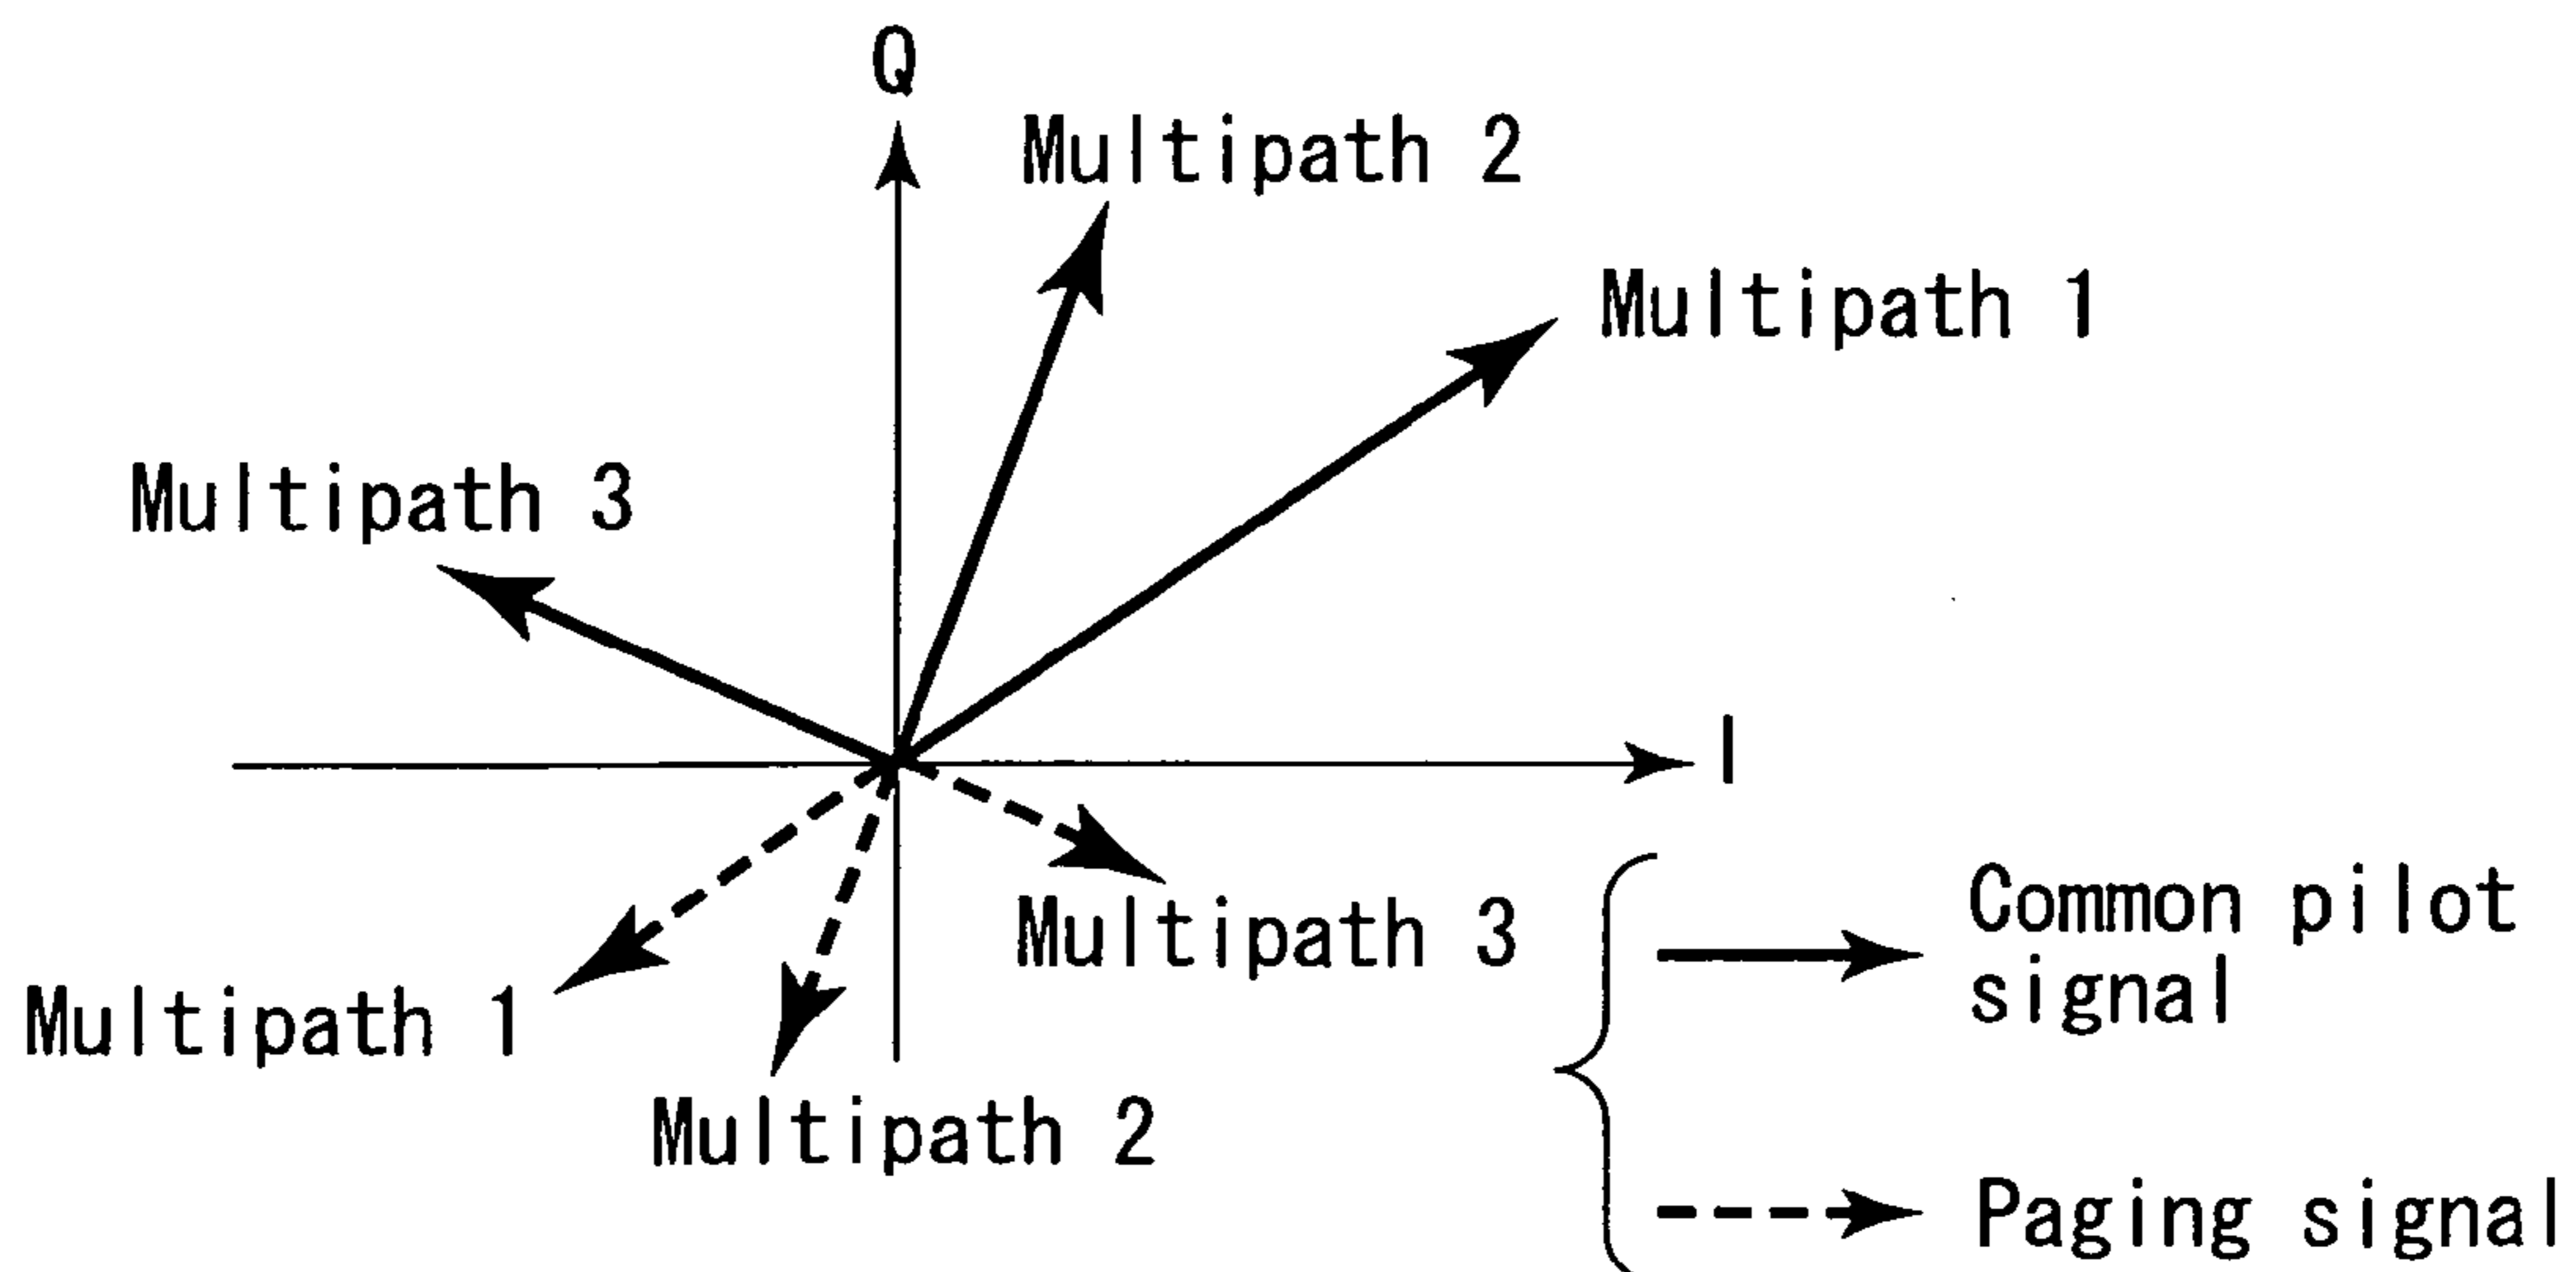 Q
Multipath 2
Multipath 1
Multipath 3
I
Multipath 3
Multipath 1
Multipath 2
Common pilot
signal
Paging signal